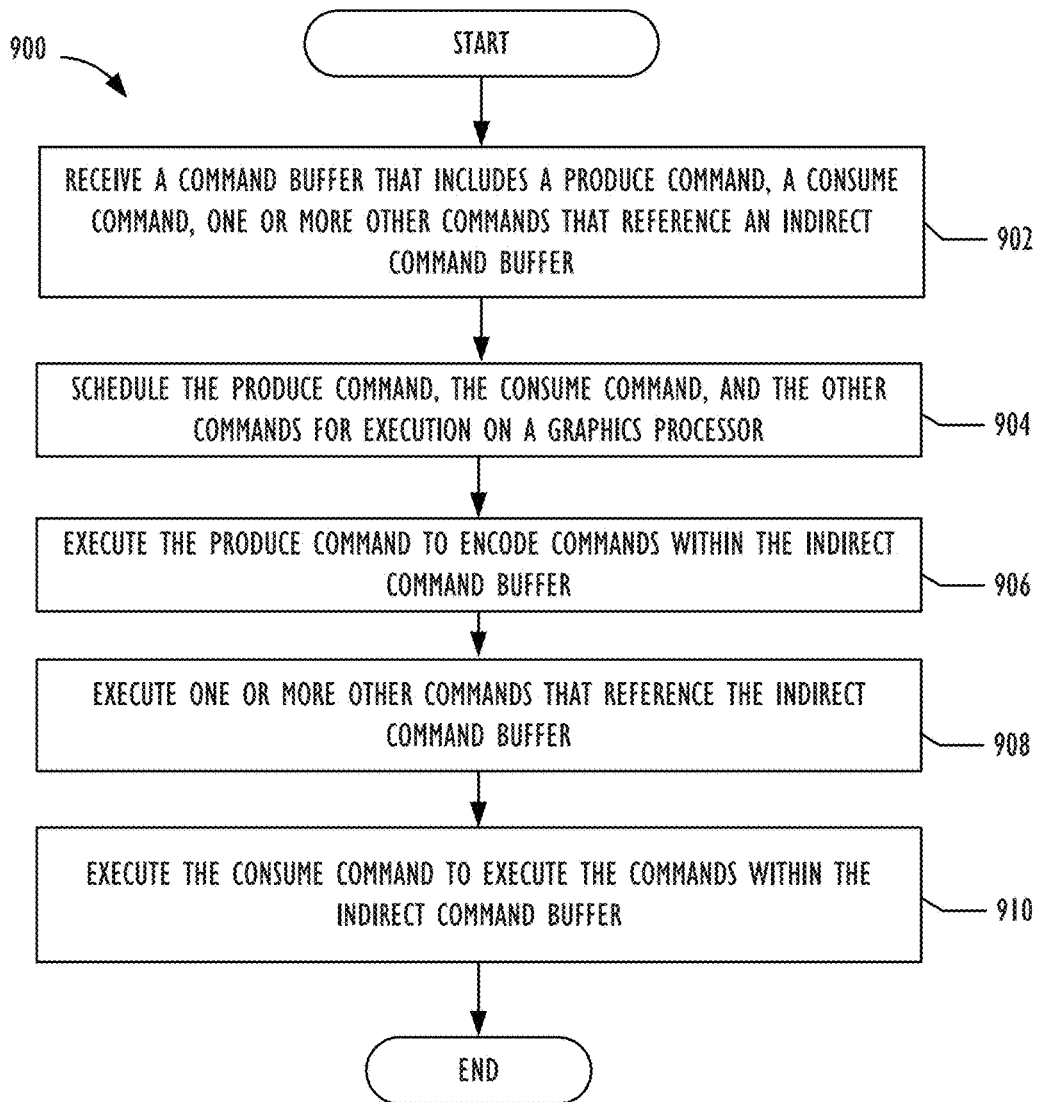 900
START
RECEIVE A COMMAND BUFFER THAT INCLUDES A PRODUCE COMMAND, A CONSUME
COMMAND, ONE OR MORE OTHER COMMANDS THAT REFERENCE AN INDIRECT
COMMAND BUFFER
902
SCHEDULE THE PRODUCE COMMAND, THE CONSUME COMMAND, AND THE OTHER
COMMANDS FOR EXECUTION ON A GRAPHICS PROCESSOR
904
EXECUTE THE PRODUCE COMMAND TO ENCODE COMMANDS WITHIN THE INDIRECT
COMMAND BUFFER
906
EXECUTE ONE OR MORE OTHER COMMANDS THAT REFERENCE THE INDIRECT
COMMAND BUFFER
908
EXECUTE THE CONSUME COMMAND TO EXECUTE THE COMMANDS WITHIN THE
INDIRECT COMMAND BUFFER
910
END